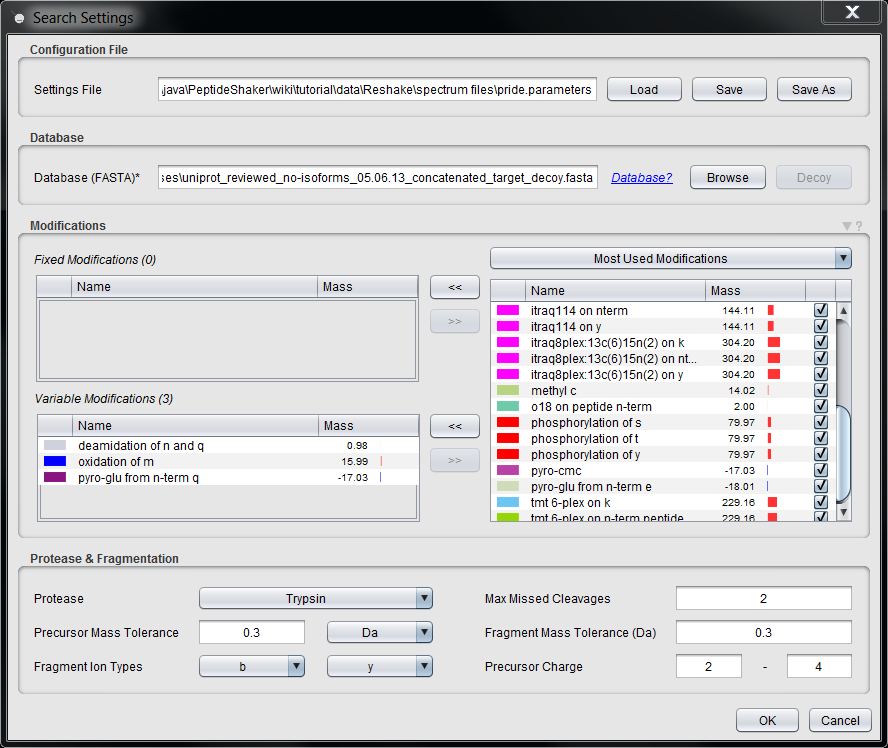 Search Settings
Configuration File
Settings File \java\PeptideShaker\wiki\tutorial\data\Reshake\spectrum files\pride.parameters Load Save Save As
Database
Database (FASTA)* ses\uniprot_reviewed_no-isoforms_05.06.13_concatenated_target_decoy.fasta Database? Browse Decoy
Modifications ?
Fixed Modifications (0)
Name Mass
<<
>>
Variable Modifications (3)
Name Mass
deamidation of n and q 0.98
oxidation of m 15.99
pyro-glu from n-term q -17.03
<<
>>
Most Used Modifications
Name Mass
itraq114 on nterm 144.11
itraq114 on y 144.11
itraq8plex:13c(6)15n(2) on k 304.20
itraq8plex:13c(6)15n(2) on nt... 304.20
itraq8plex:13c(6)15n(2) on y 304.20
methyl c 14.02
o18 on peptide n-term 2.00
phosphorylation of s 79.97
phosphorylation of t 79.97
phosphorylation of y 79.97
pyro-cmc -17.03
pyro-glu from n-term e -18.01
tmt 6-plex on k 229.16
tmt 6-plex on n-term peptide 229.16
Protease & Fragmentation
Protease Trypsin Max Missed Cleavages 2
Precursor Mass Tolerance 0.3 Da Fragment Mass Tolerance (Da) 0.3
Fragment Ion Types b y Precursor Charge 2 - 4
OK Cancel